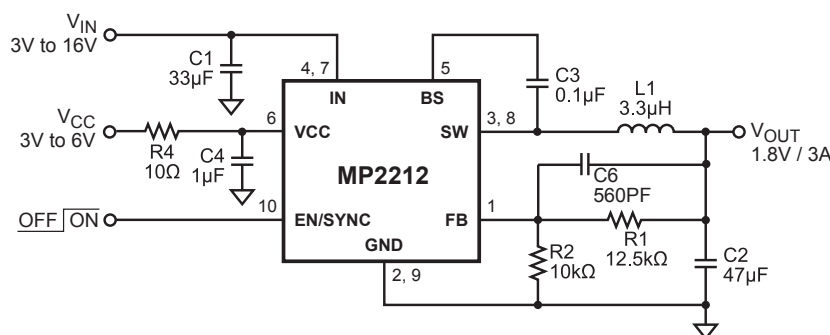 VIN
3V to 16V
C1
33µF
4, 7
IN
5
BS
C3
0.1µF
L1
3.3µH
VCC
3V to 6V
R4
10Ω
C4
1µF
6
VCC
SW
3, 8
VOUT
1.8V / 3A
MP2212
C6
560PF
OFF ON
10
EN/SYNC
FB
1
R1
12.5kΩ
R2
10kΩ
C2
47µF
GND
2, 9